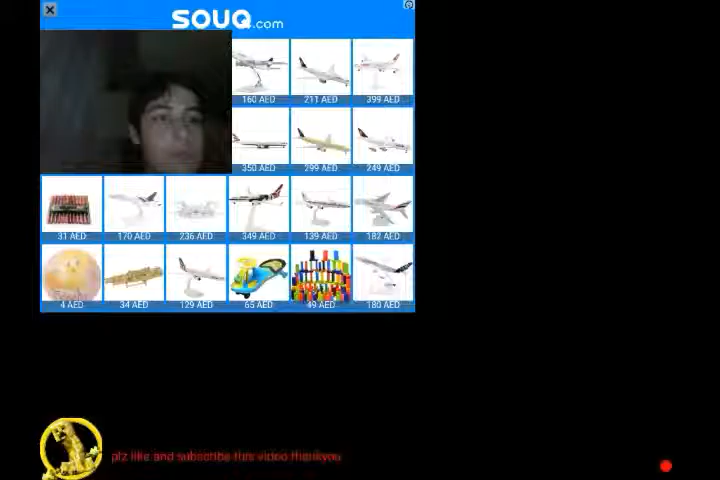 SOUQ.com
160 AED
211 AED
399 AED
350 AED
299 AED
249 AED
31 AED
170 AED
236 AED
349 AED
139 AED
182 AED
4 AED
34 AED
129 AED
65 AED
49 AED
180 AED
plz like and subscribe this video thankyou